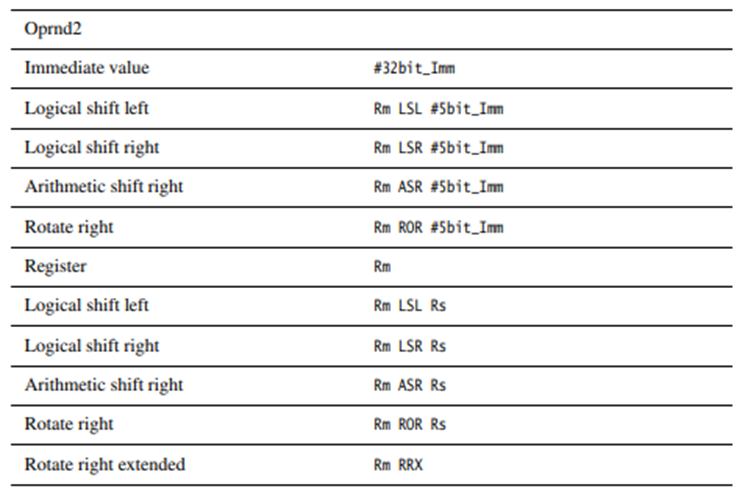 Oprnd2
Immediate value #32bit_Imm
Logical shift left Rm LSL #5bit_Imm
Logical shift right Rm LSR #5bit_Imm
Arithmetic shift right Rm ASR #5bit_Imm
Rotate right Rm ROR #5bit_Imm
Register Rm
Logical shift left Rm LSL Rs
Logical shift right Rm LSR Rs
Arithmetic shift right Rm ASR Rs
Rotate right Rm ROR Rs
Rotate right extended Rm RRX